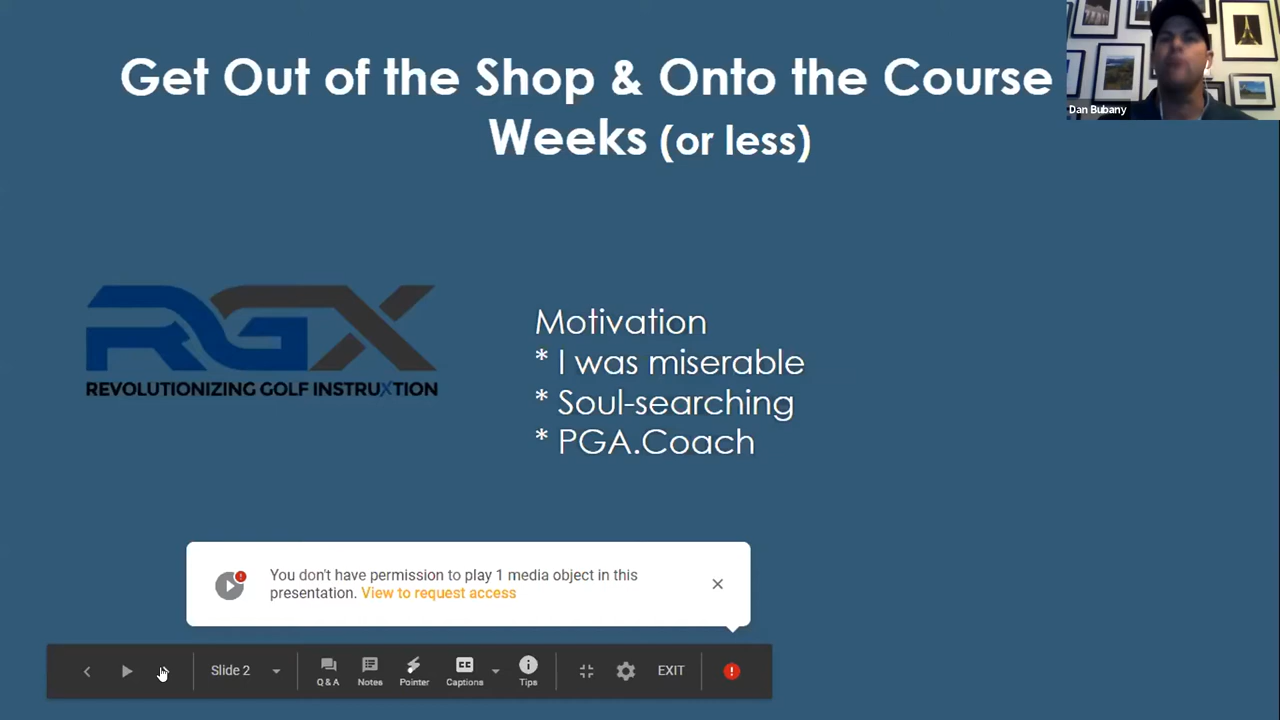 Get Out of the Shop & Onto the Course
Weeks (or less)
Dan Bubany
RGX
REVOLUTIONIZING GOLF INSTRUXTION
Motivation
* I was miserable
* Soul-searching
* PGA.Coach
You don't have permission to play 1 media object in this
presentation. View to request access
Slide 2
Q & A
Notes
Pointer
CC
Captions
Tips
EXIT